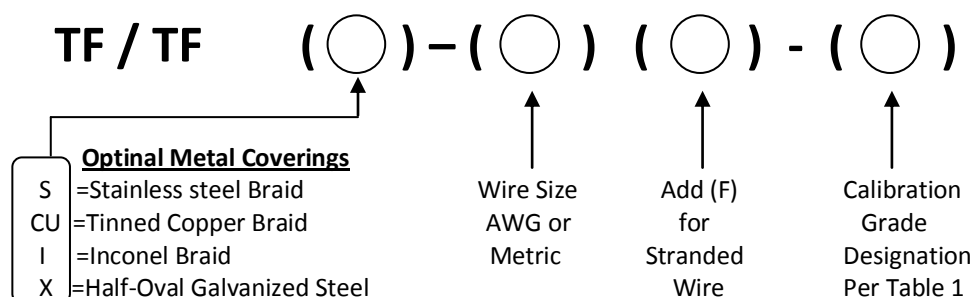 TF / TF ( ) – ( ) ( ) - ( )
Optinal Metal Coverings
S =Stainless steel Braid
CU =Tinned Copper Braid
I =Inconel Braid
X =Half-Oval Galvanized Steel
Wire Size
AWG or
Metric
Add (F)
for
Stranded
Wire
Calibration
Grade
Designation
Per Table 1